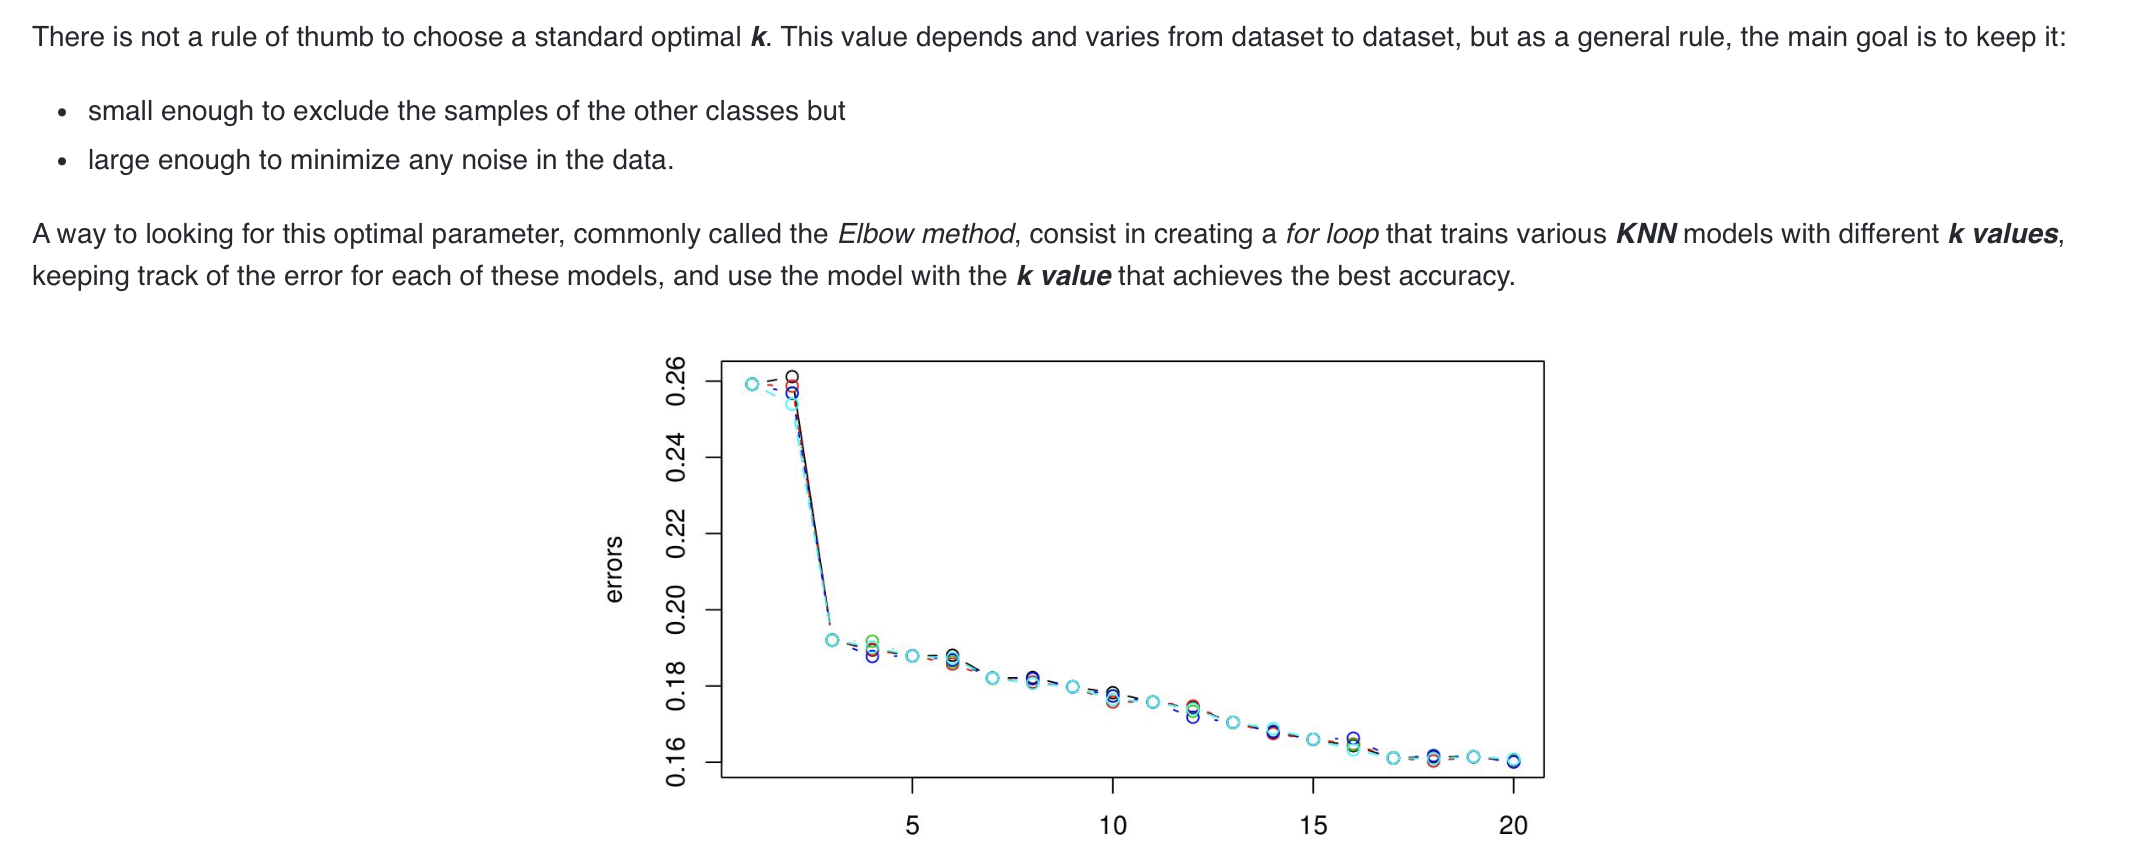 There is not a rule of thumb to choose a standard optimal k. This value depends and varies from dataset to dataset, but as a general rule, the main goal is to keep it:
• small enough to exclude the samples of the other classes but
• large enough to minimize any noise in the data.
A way to looking for this optimal parameter, commonly called the Elbow method, consist in creating a for loop that trains various KNN models with different k values,
keeping track of the error for each of these models, and use the model with the k value that achieves the best accuracy.
0.26
0.24
0.22
0.20
0.18
0.16
errors
5 10 15 20